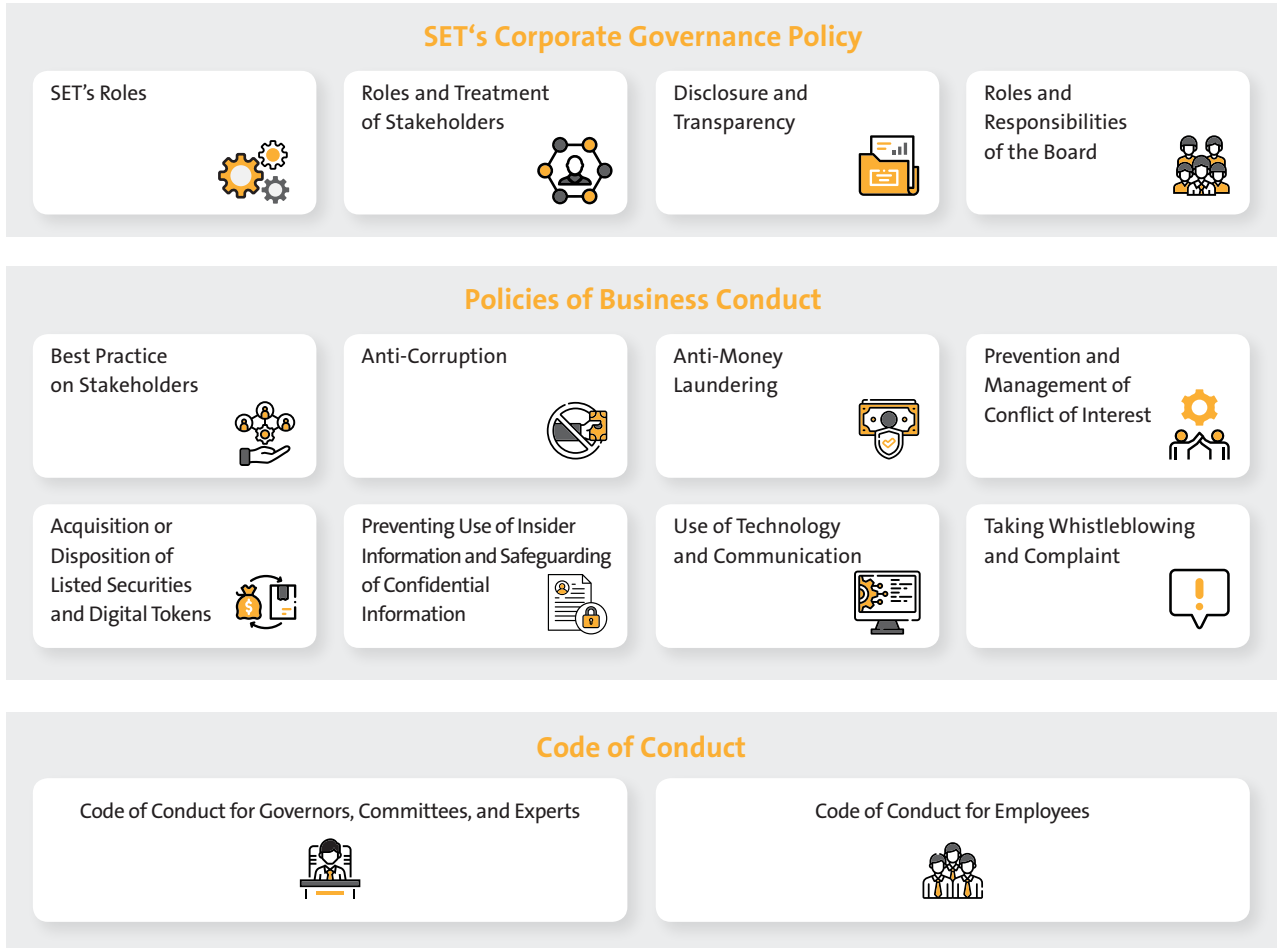 SET‘s Corporate Governance Policy
SET’s Roles
Roles and Treatment
of Stakeholders
Disclosure and
Transparency
Roles and
Responsibilities
of the Board
Policies of Business Conduct
Best Practice
on Stakeholders
Anti-Corruption
Anti-Money
Laundering
Prevention and
Management of
Conflict of Interest
Acquisition or
Disposition of
Listed Securities
and Digital Tokens
$
Preventing Use of Insider
Information and Safeguarding
of Confidential
Information
Use of Technology
and Communication
Taking Whistleblowing
and Complaint
!
Code of Conduct
Code of Conduct for Governors, Committees, and Experts
Code of Conduct for Employees